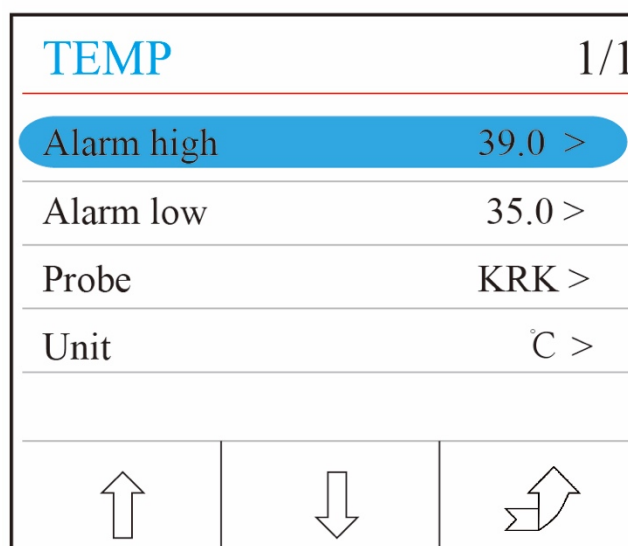 TEMP 1/1
Alarm high 39.0 >
Alarm low 35.0 >
Probe KRK >
Unit ℃ >